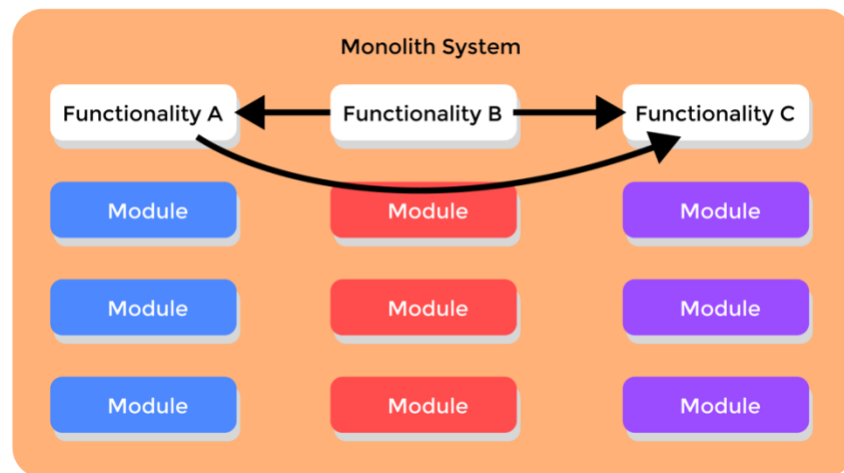 Monolith System
Functionality A
Functionality B
Functionality C
Module
Module
Module
Module
Module
Module
Module
Module
Module